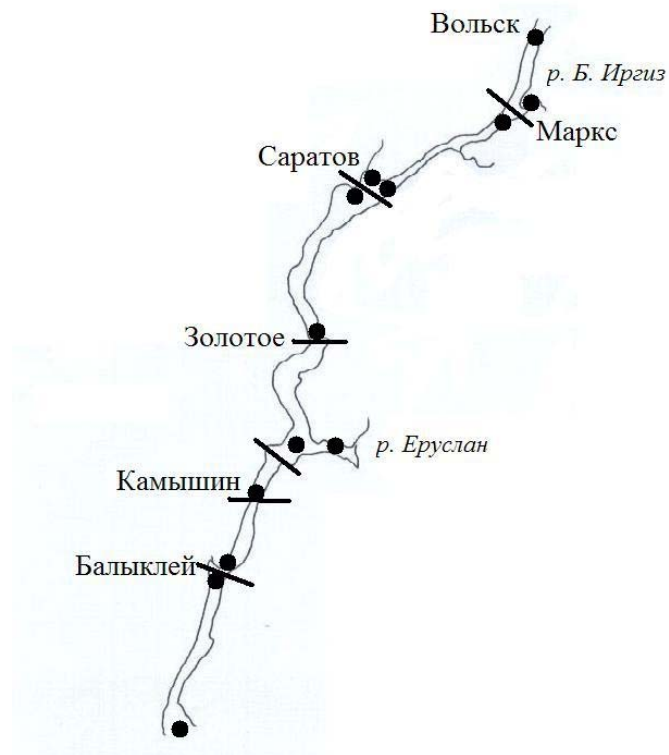 Вольск
р. Б. Иргиз
Маркс
Саратов
Золотое
р. Еруслан
Камышин
Балыклей